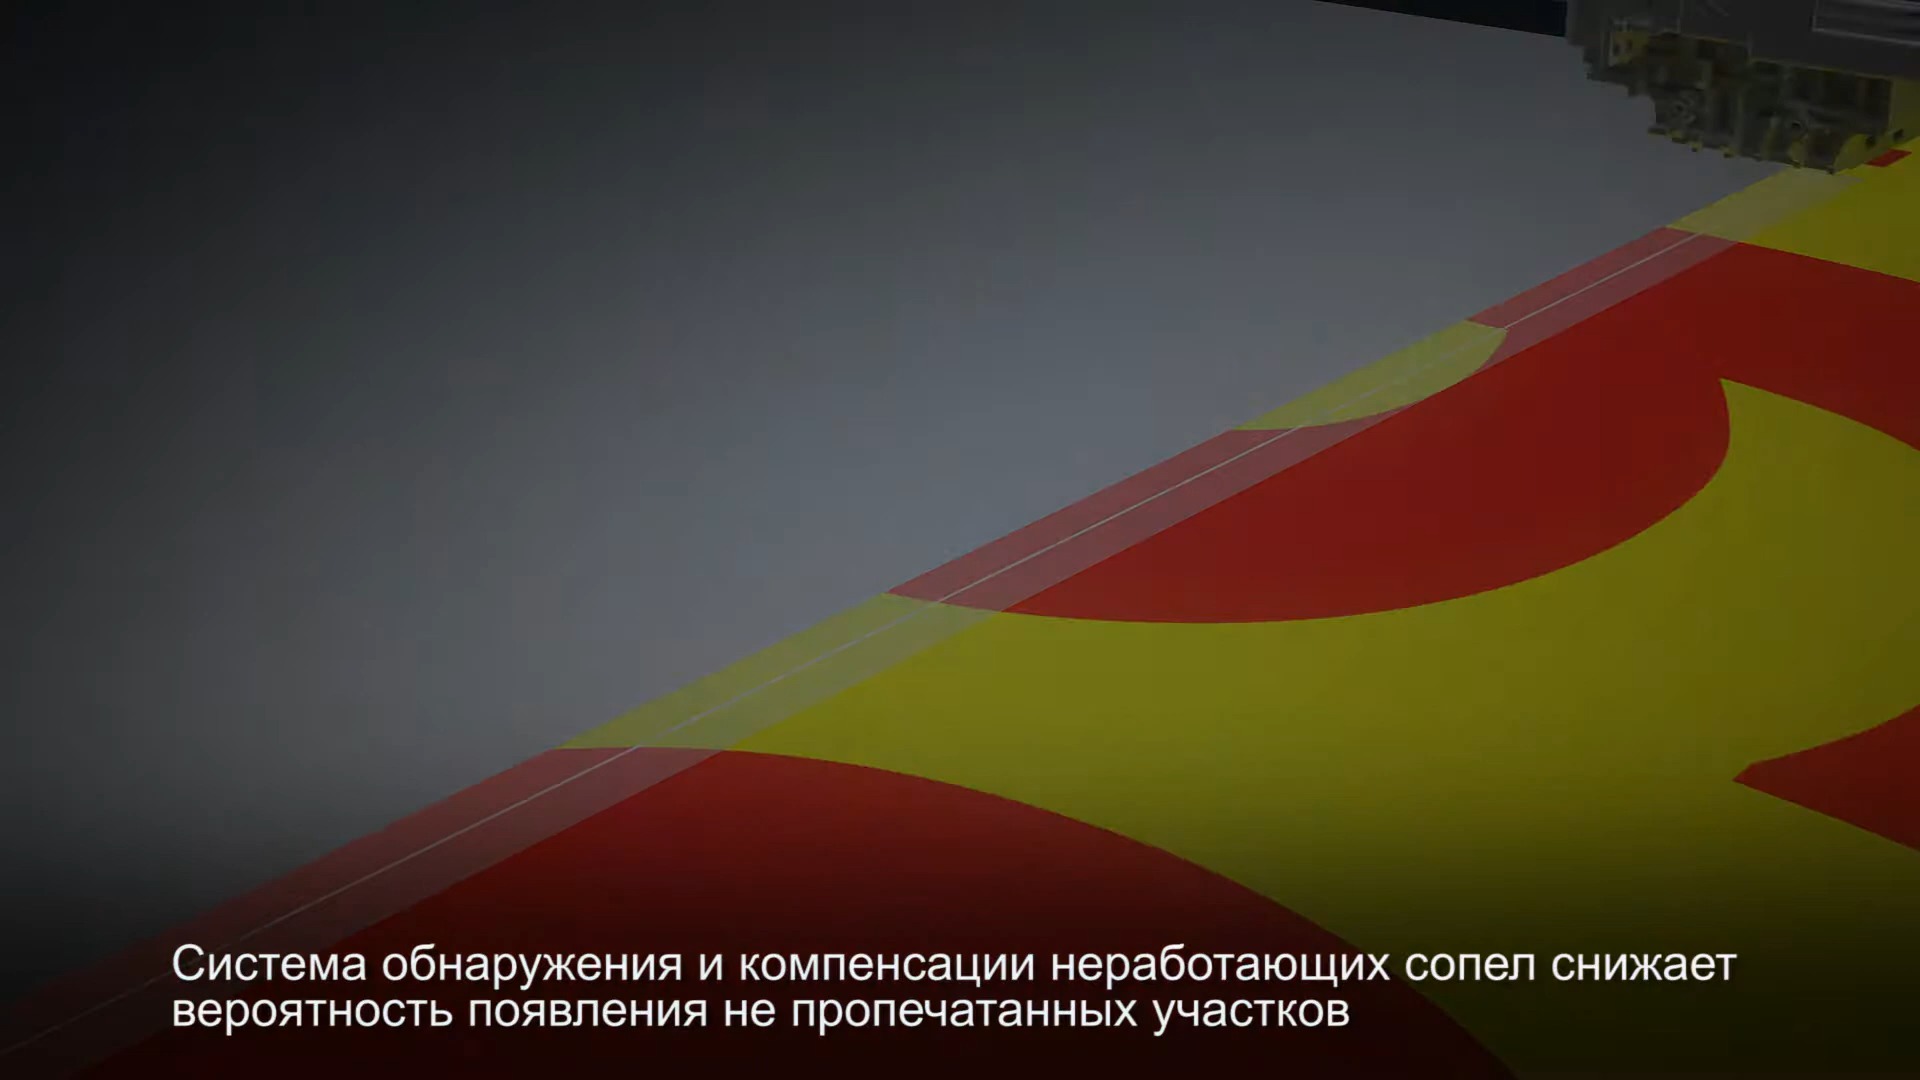 Система обнаружения и компенсации неработающих сопел снижает
вероятность появления не пропечатанных участков